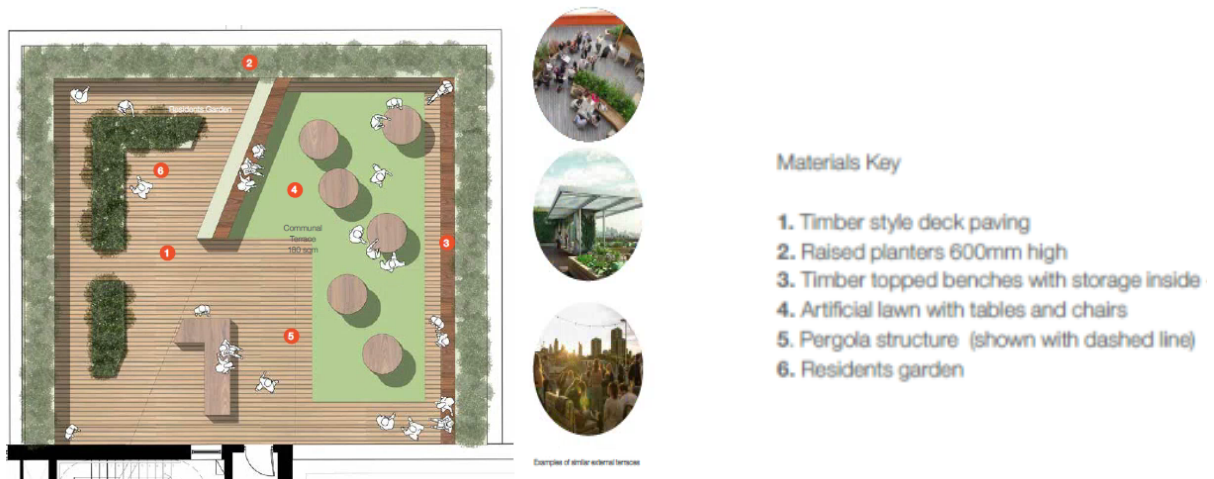 2
Residents Garden
6
4
Communal
Terrace
180 sqm
3
1
5
Examples of similar external terraces
Materials Key
1. Timber style deck paving
2. Raised planters 600mm high
3. Timber topped benches with storage inside
4. Artificial lawn with tables and chairs
5. Pergola structure (shown with dashed line)
6. Residents garden